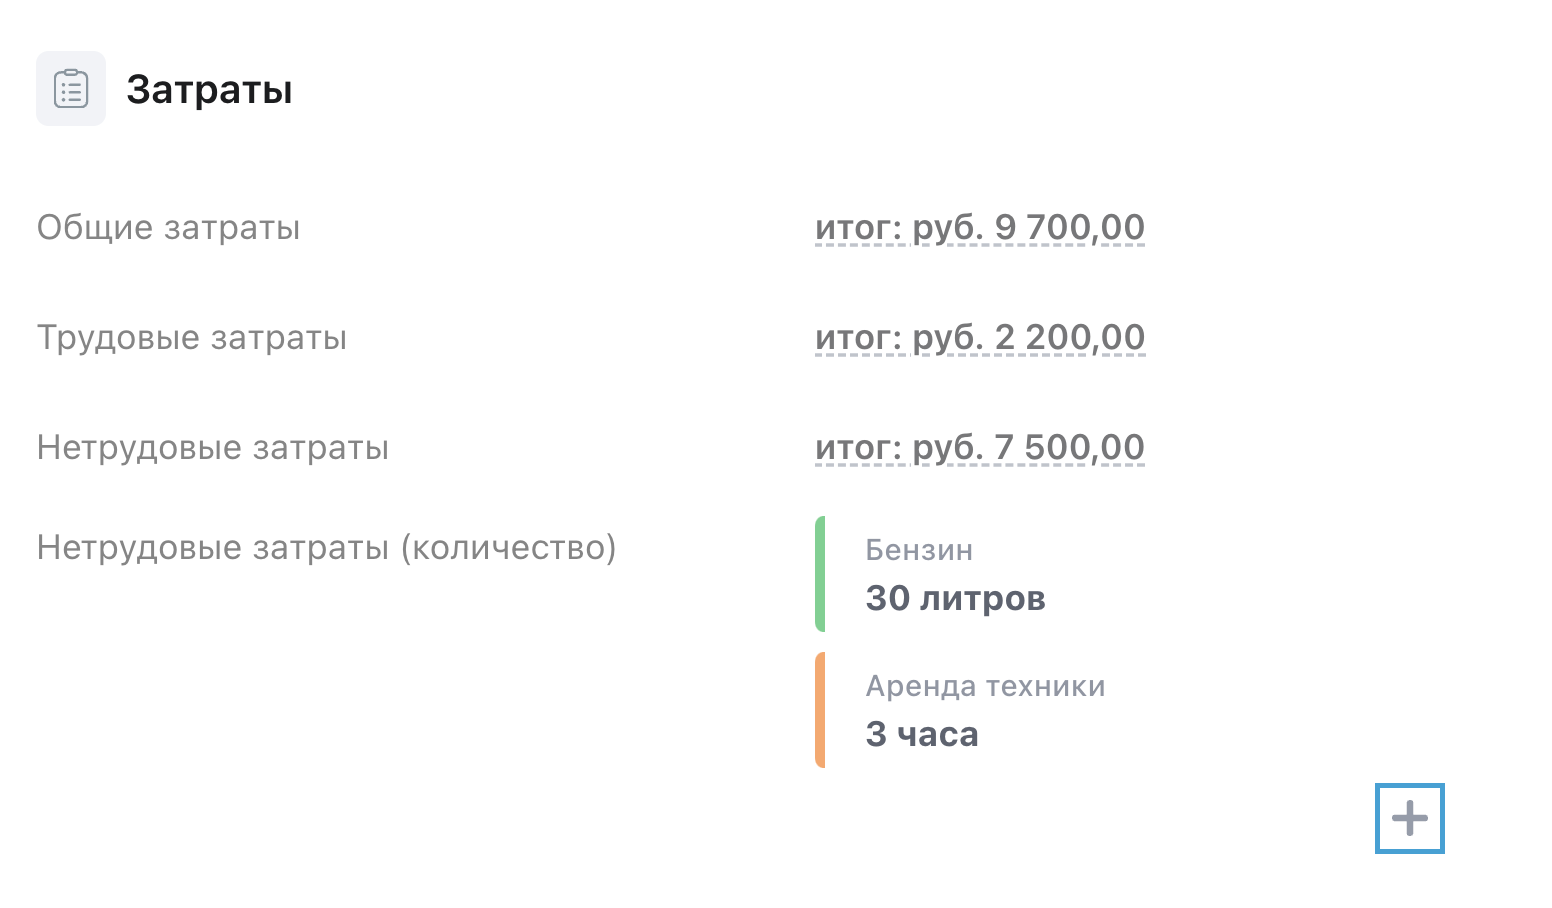 Затраты
Общие затраты
итог: руб. 9 700,00
Трудовые затраты
итог: руб. 2 200,00
Нетрудовые затраты
итог: руб. 7 500,00
Нетрудовые затраты (количество)
Бензин
30 литров
Аренда техники
3 часа